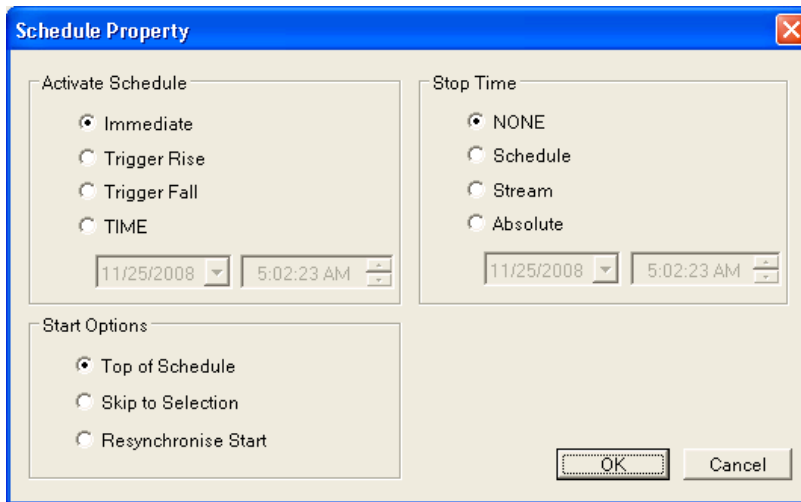 Schedule Property
Activate Schedule
Immediate
Trigger Rise
Trigger Fall
TIME
11/25/2008
5:02:23 AM
Stop Time
NONE
Schedule
Stream
Absolute
11/25/2008
5:02:23 AM
Start Options
Top of Schedule
Skip to Selection
Resynchronise Start
OK
Cancel